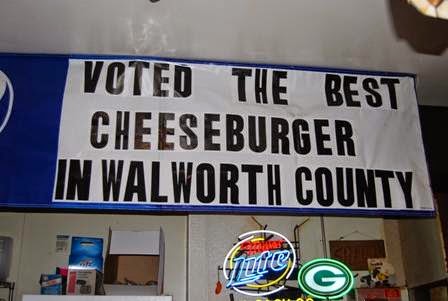 VOTED THE BEST
CHEESEBURGER
IN WALWORTH COUNTY
Lite
G